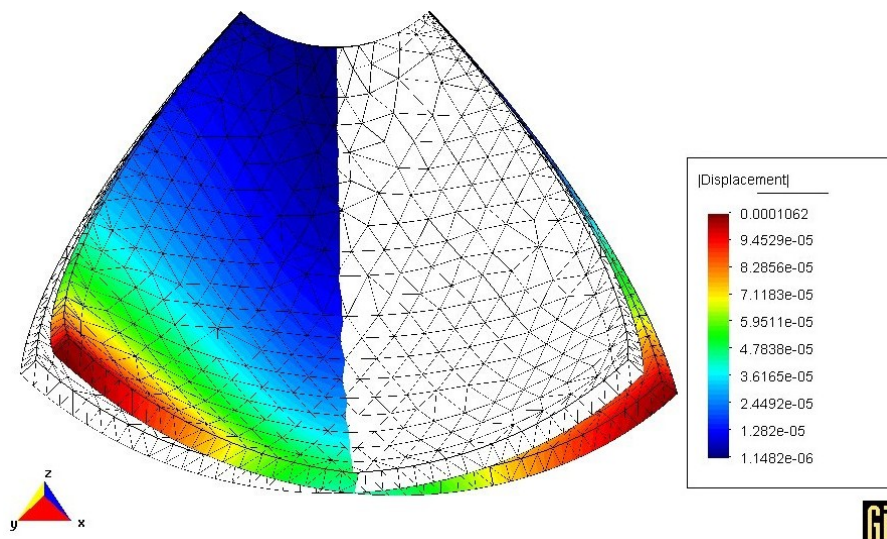 |Displacement|
0.0001062
9.4529e-05
8.2856e-05
7.1183e-05
5.9511e-05
4.7838e-05
3.6165e-05
2.4492e-05
1.282e-05
1.1482e-06
z
y x
Gi